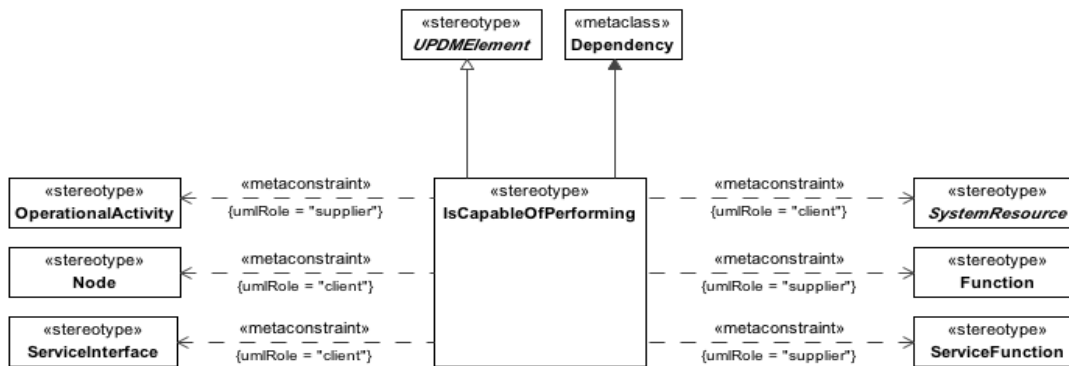 «stereotype»
UPDMElement
«metaclass»
Dependency
«stereotype»
OperationalActivity
«metaconstraint»
{umlRole = "supplier"}
«stereotype»
IsCapableOfPerforming
«metaconstraint»
{umlRole = "client"}
«stereotype»
SystemResource
«stereotype»
Node
«metaconstraint»
{umlRole = "client"}
«metaconstraint»
{umlRole = "supplier"}
«stereotype»
Function
«stereotype»
ServiceInterface
«metaconstraint»
{umlRole = "client"}
«metaconstraint»
{umlRole = "supplier"}
«stereotype»
ServiceFunction